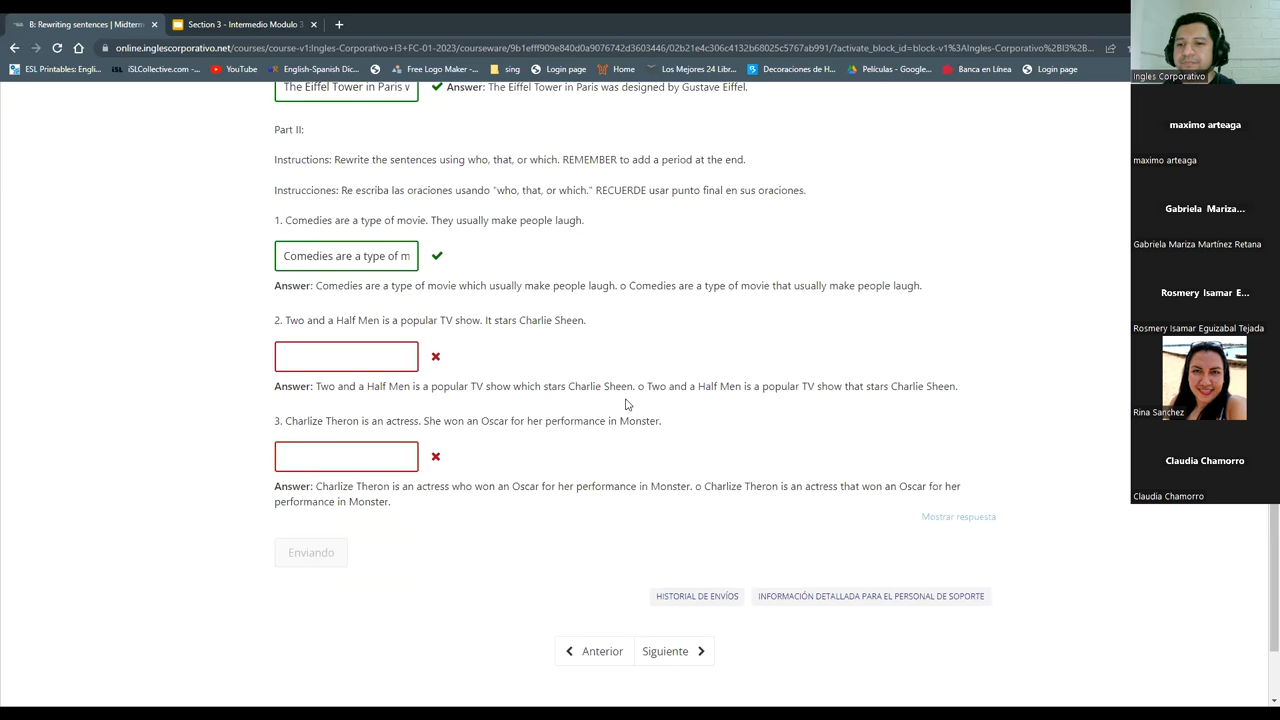 B: Rewriting sentences | Midterm
Section 3 - Intermedio Modulo 3
online.inglescorporativo.net/courses/course-v1:Ingles-Corporativo+I3+FC-01-2023/courseware/9b1efff909e840d0a9076742d3603446/02b21e4c306c4132b68025c5767ab991/?activate_block_id=block-v1%3AIngles-Corporativo%2BI3%2B...
ESL Printables: Engli... iSLCollective.com -... YouTube English-Spanish Dic... Free Logo Maker -... sing Login page Home Los Mejores 24 Libr... Decoraciones de H... Películas - Google... Banca en Línea Login page
The Eiffel Tower in Paris w
Answer: The Eiffel Tower in Paris was designed by Gustave Eiffel.
Part II:
Instructions: Rewrite the sentences using who, that, or which. REMEMBER to add a period at the end.
Instrucciones: Re escriba las oraciones usando "who, that, or which." RECUERDE usar punto final en sus oraciones.
1. Comedies are a type of movie. They usually make people laugh.
Comedies are a type of m
Answer: Comedies are a type of movie which usually make people laugh. o Comedies are a type of movie that usually make people laugh.
2. Two and a Half Men is a popular TV show. It stars Charlie Sheen.
Answer: Two and a Half Men is a popular TV show which stars Charlie Sheen. o Two and a Half Men is a popular TV show that stars Charlie Sheen.
3. Charlize Theron is an actress. She won an Oscar for her performance in Monster.
Answer: Charlize Theron is an actress who won an Oscar for her performance in Monster. o Charlize Theron is an actress that won an Oscar for her
performance in Monster.
Mostrar respuesta
Enviando
HISTORIAL DE ENVÍOS
INFORMACIÓN DETALLADA PARA EL PERSONAL DE SOPORTE
Anterior
Siguiente
Ingles Corporativo
maximo arteaga
maximo arteaga
Gabriela Mariza...
Gabriela Mariza Martínez Retana
Rosmery Isamar E...
Rosmery Isamar Eguizabal Tejada
Rina Sanchez
Claudia Chamorro
Claudia Chamorro